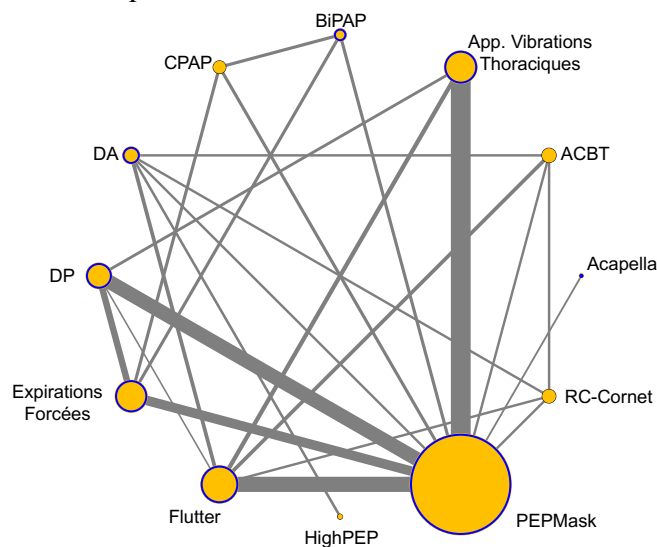 BiPAP
App. Vibrations
Thoraciques
CPAP
DA
ACBT
Acapella
DP
Expirations
Forcées
RC-Cornet
Flutter
PEPMask
HighPEP